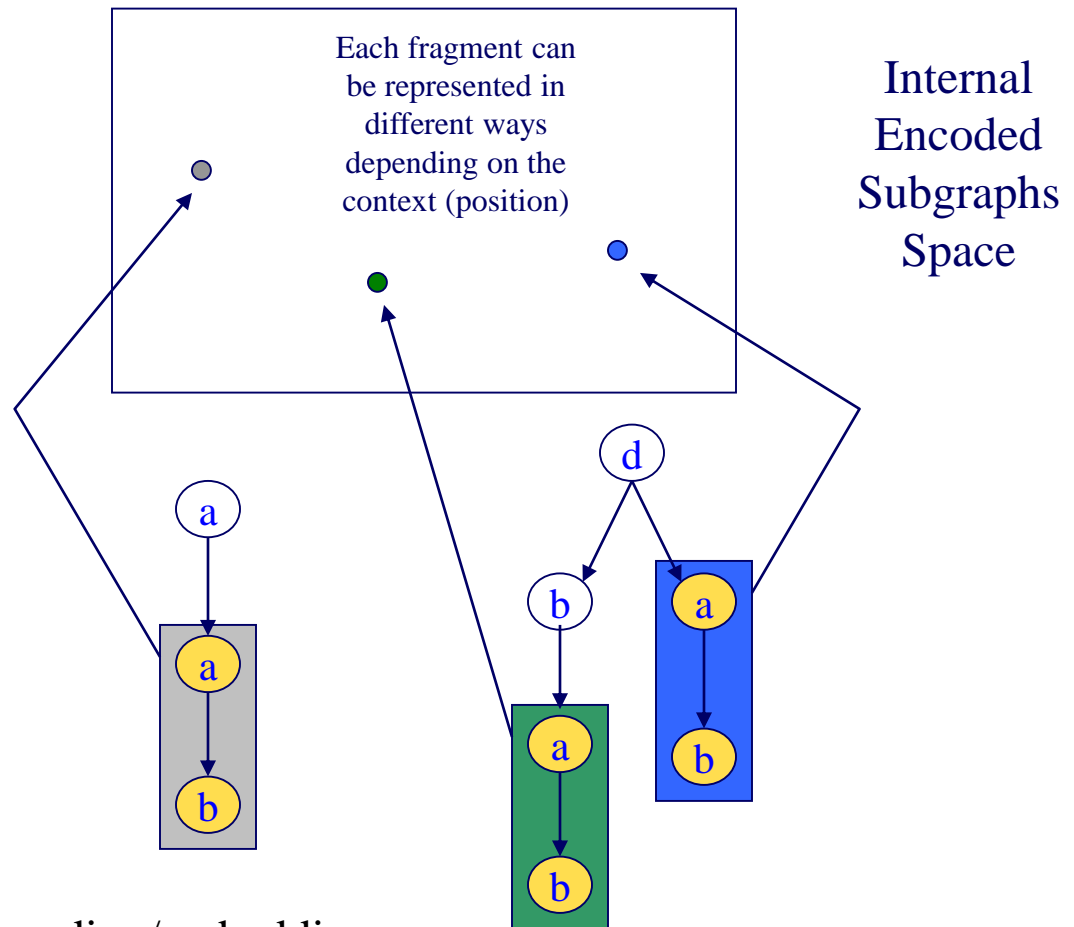 Each fragment can
be represented in
different ways
depending on the
context (position)
Internal
Encoded
Subgraphs
Space
d
a
b
a
a
a
b
b
b